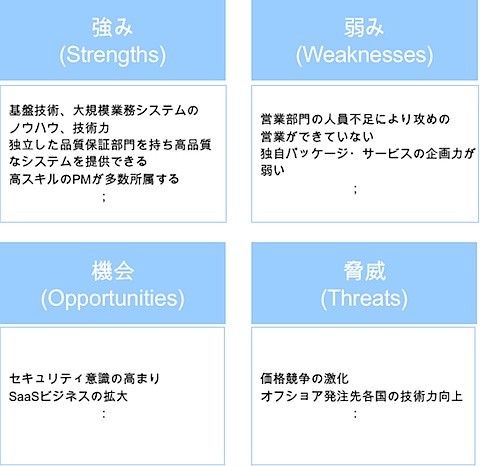 強み
(Strengths)
基盤技術、大規模業務システムの
ノウハウ、技術力
独立した品質保証部門を持ち高品質
なシステムを提供できる
高スキルのPMが多数所属する
:
弱み
(Weaknesses)
営業部門の人員不足により攻めの
営業ができていない
独自パッケージ・サービスの企画力が
弱い
:
機会
(Opportunities)
セキュリティ意識の高まり
SaaSビジネスの拡大
:
脅威
(Threats)
価格競争の激化
オフショア発注先各国の技術力向上
: